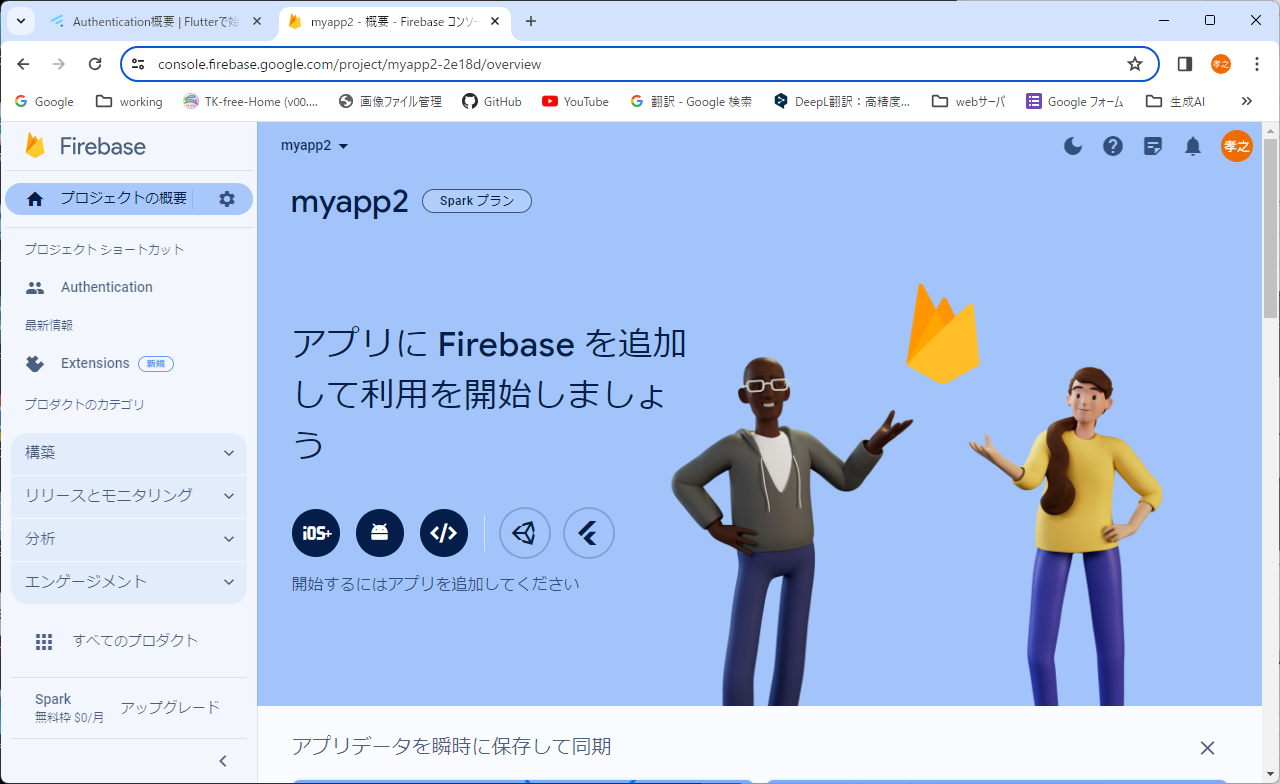 Authentication概要 | Flutterで始
myapp2 - 概要 - Firebase コンソー
console.firebase.google.com/project/myapp2-2e18d/overview
孝之
Google
working
TK-free-Home (v00....
画像ファイル管理
GitHub
YouTube
翻訳 - Google 検索
DeepL翻訳：高精度...
webサーバ
Google フォーム
生成AI
Firebase
myapp2
孝之
プロジェクトの概要
myapp2
Spark プラン
プロジェクト ショートカット
Authentication
最新情報
Extensions 新規
プロダクトのカテゴリ
構築
リリースとモニタリング
分析
エンゲージメント
すべてのプロダクト
Spark
無料枠 $0/月
アップグレード
アプリに Firebase を追加
して利用を開始しましょ
う
iOS+
開始するにはアプリを追加してください
アプリデータを瞬時に保存して同期